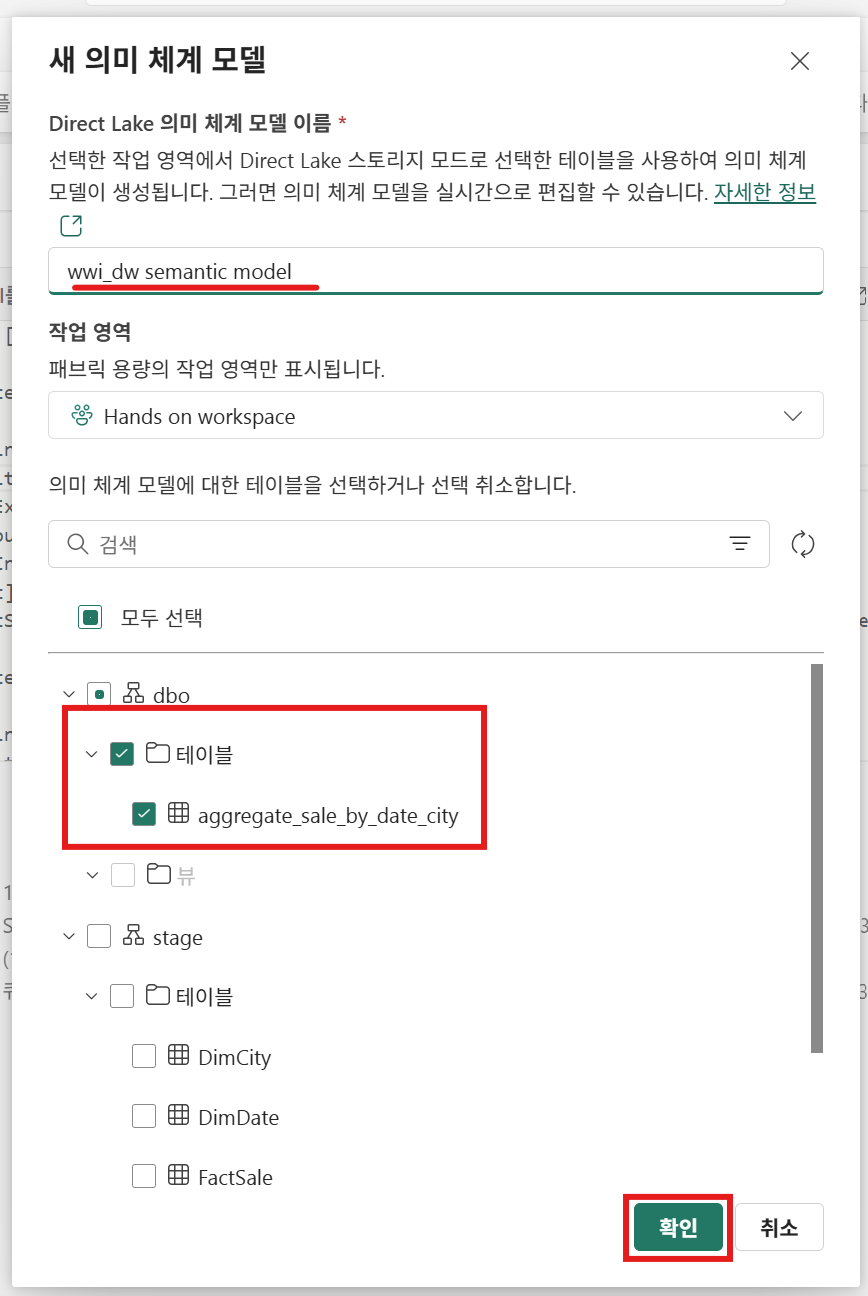 새 의미 체계 모델
Direct Lake 의미 체계 모델 이름 *
선택한 작업 영역에서 Direct Lake 스토리지 모드로 선택한 테이블을 사용하여 의미 체계
모델이 생성됩니다. 그러면 의미 체계 모델을 실시간으로 편집할 수 있습니다. 자세한 정보
wwi_dw semantic model
작업 영역
패브릭 용량의 작업 영역만 표시됩니다.
Hands on workspace
의미 체계 모델에 대한 테이블을 선택하거나 선택 취소합니다.
검색
모두 선택
dbo
테이블
aggregate_sale_by_date_city
뷰
stage
테이블
DimCity
DimDate
FactSale
확인 취소